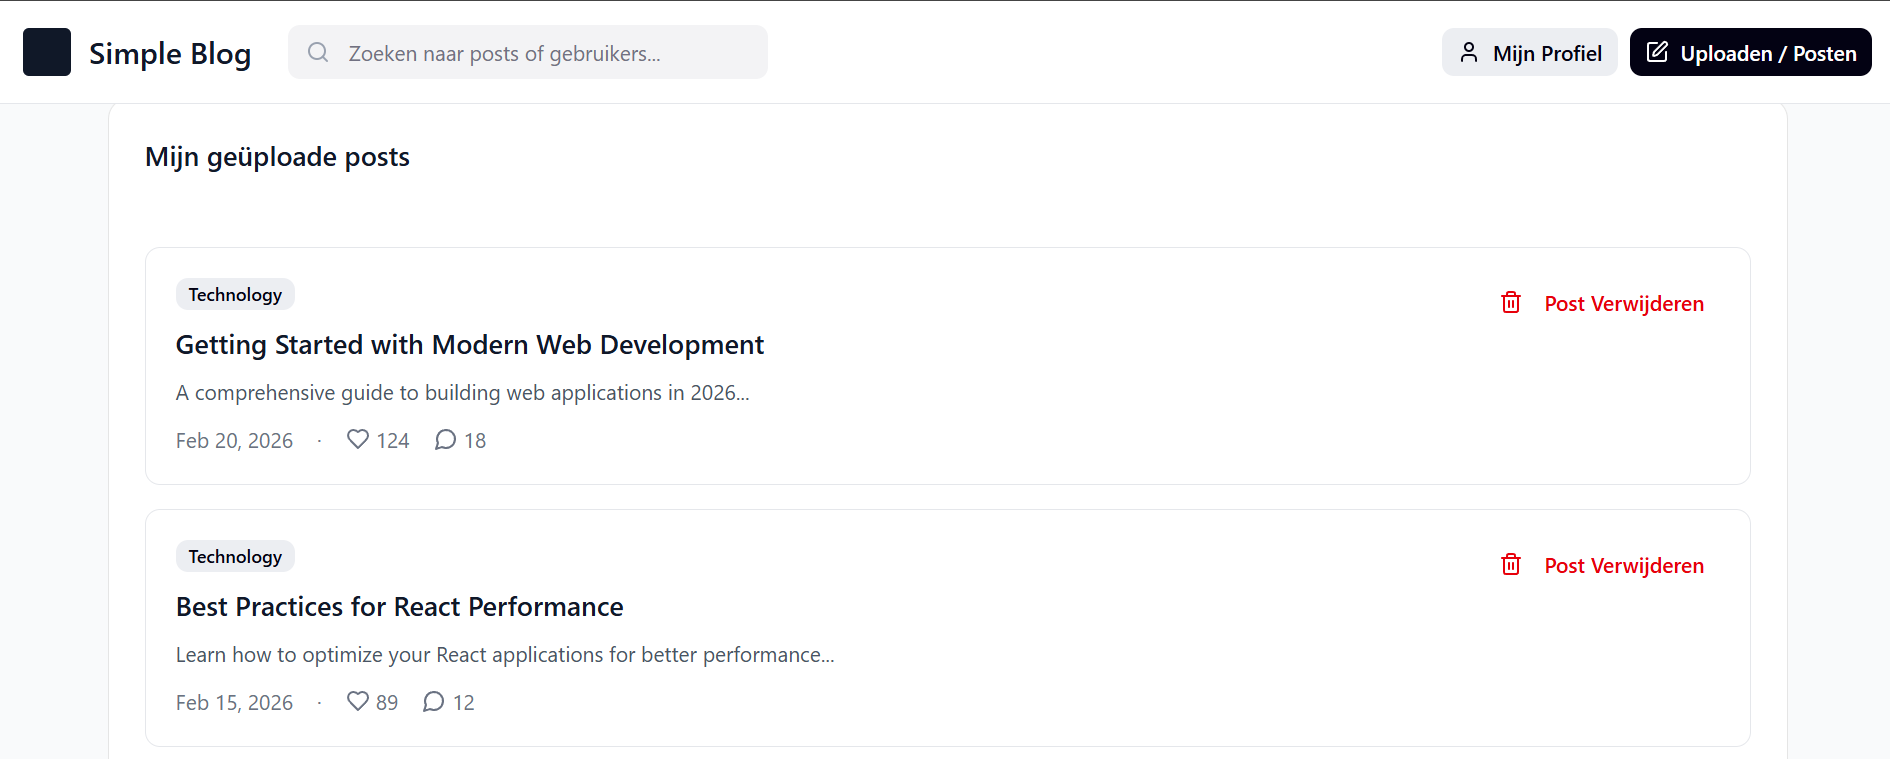 Simple Blog
Zoeken naar posts of gebruikers...
Mijn Profiel
Uploaden / Posten
Mijn geüploade posts
Technology
Post Verwijderen
Getting Started with Modern Web Development
A comprehensive guide to building web applications in 2026...
Feb 20, 2026 · 124 18
Technology
Post Verwijderen
Best Practices for React Performance
Learn how to optimize your React applications for better performance...
Feb 15, 2026 · 89 12